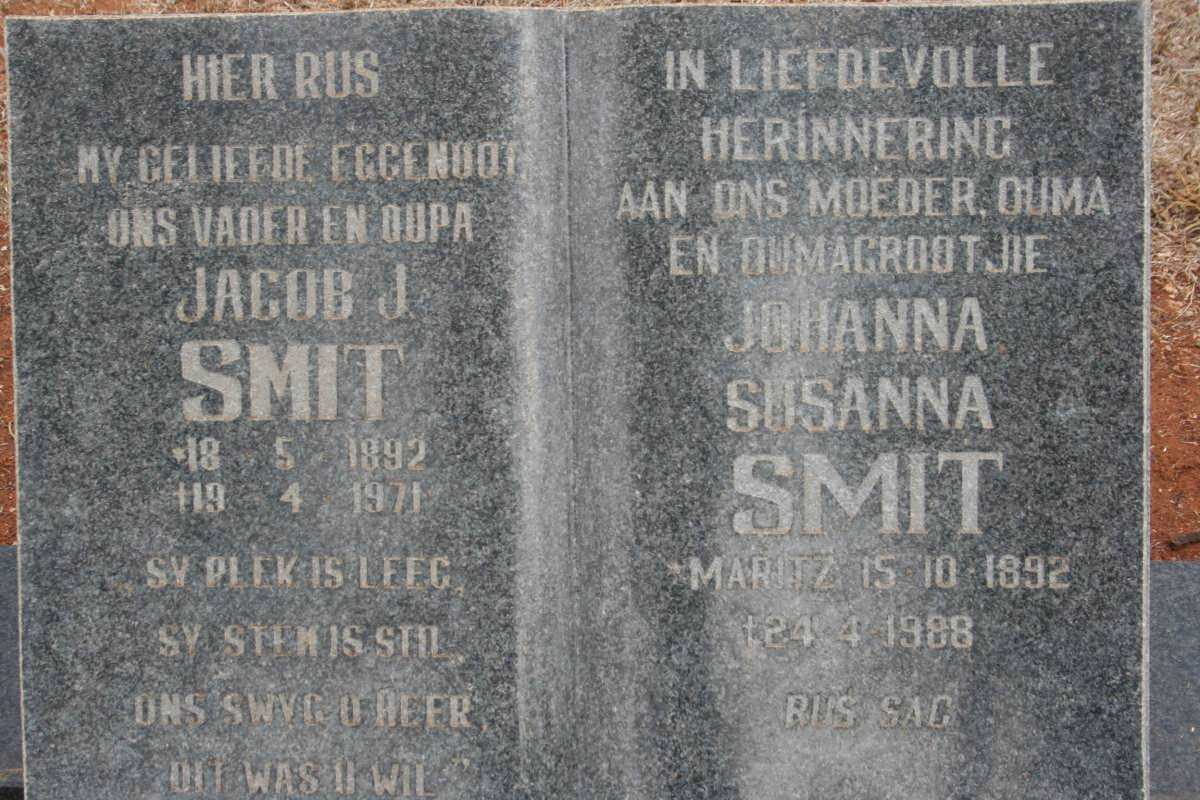 HIER RUS
MY GELIEFDE EGGENOOT,
ONS VADER EN OUPA
JACOB J.
SMIT
*18 · 5 · 1892
†19 · 4 · 1971
„SY PLEK IS LEEG,
SY STEM IS STIL,
ONS SWYG O HEER,
DIT WAS U WIL”
IN LIEFDEVOLLE
HERINNERING
AAN ONS MOEDER, OUMA
EN OUMAGROOTJIE
JOHANNA
SUSANNA
SMIT
*MARITZ 15·10·1892
†24·4·1988
RUS SAG